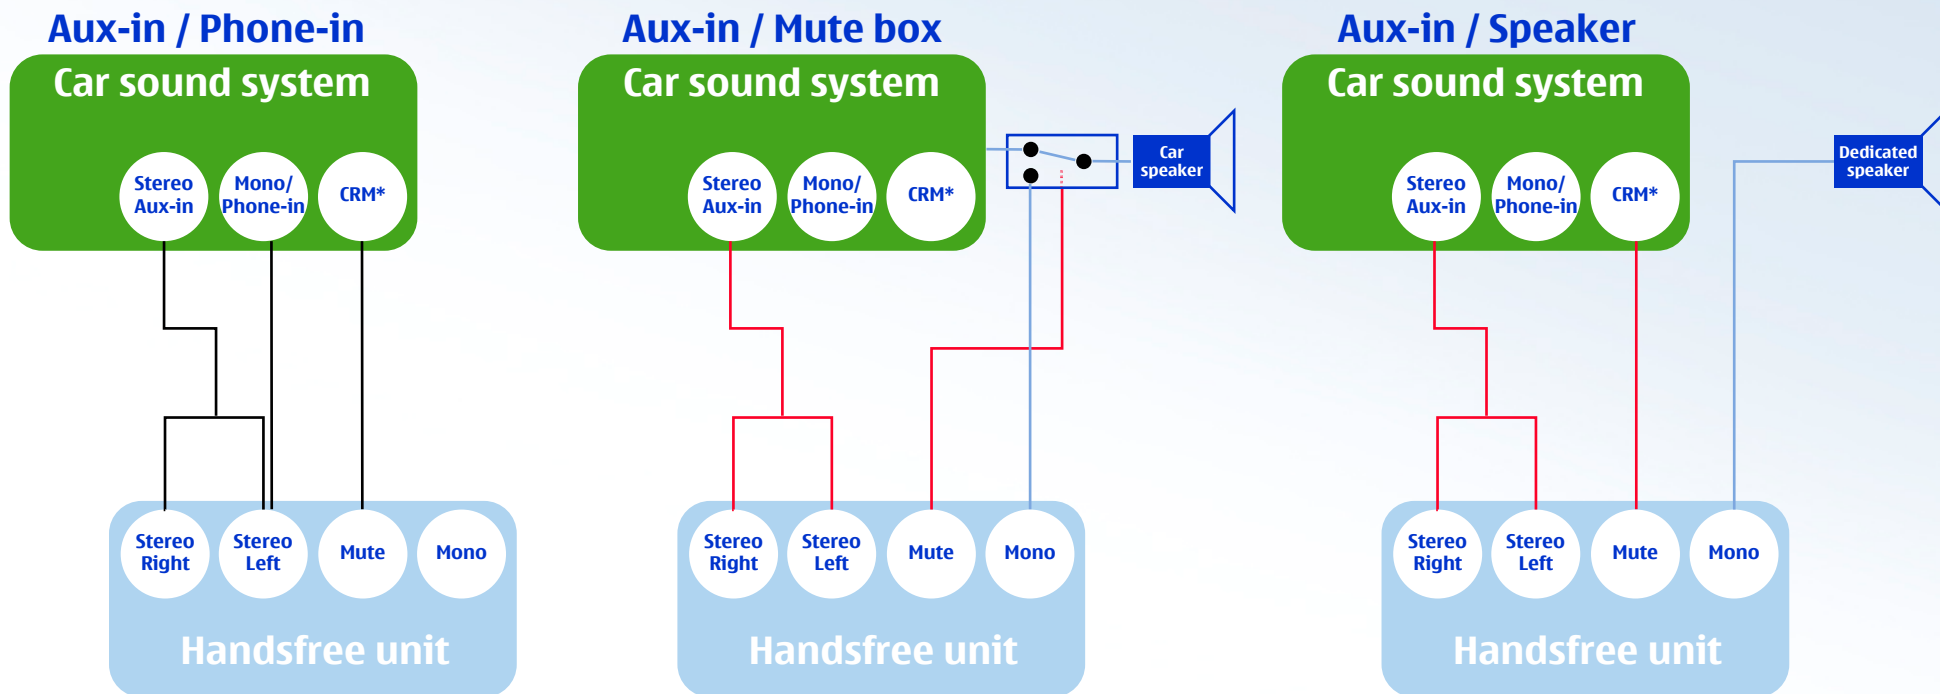 Aux-in / Phone-in
Car sound system
Stereo
Aux-in
Mono/
Phone-in
CRM*
Stereo
Right
Stereo
Left
Mute
Mono
Handsfree unit
Aux-in / Mute box
Car sound system
Stereo
Aux-in
Mono/
Phone-in
CRM*
Car
speaker
Stereo
Right
Stereo
Left
Mute
Mono
Handsfree unit
Aux-in / Speaker
Car sound system
Stereo
Aux-in
Mono/
Phone-in
CRM*
Dedicated
speaker
Stereo
Right
Stereo
Left
Mute
Mono
Handsfree unit